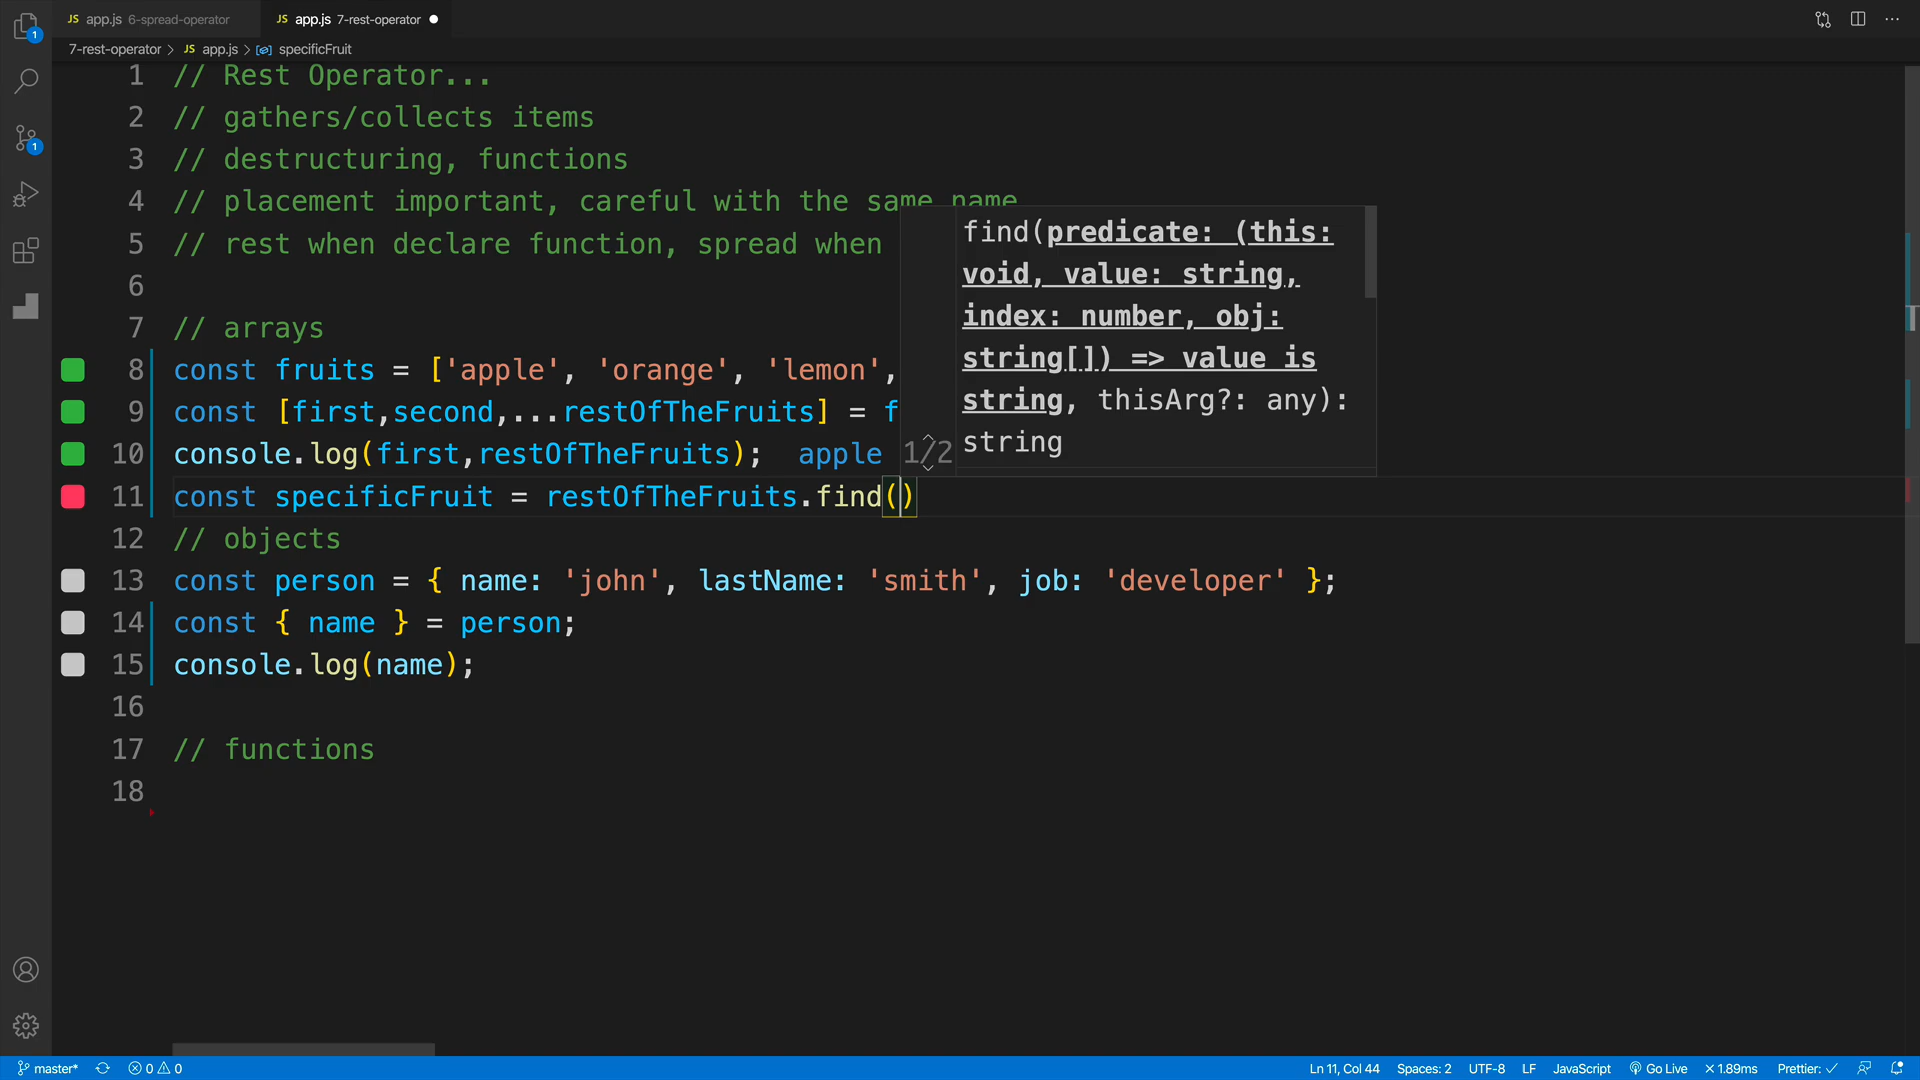 JS app.js 6-spread-operator
JS app.js 7-rest-operator
7-rest-operator > JS app.js > specificFruit
1 // Rest Operator...
2 // gathers/collects items
3 // destructuring, functions
4 // placement important, careful with the same name
5 // rest when declare function, spread when
6
7 // arrays
8 const fruits = ['apple', 'orange', 'lemon',
9 const [first,second,...restOfTheFruits] = f
10 console.log(first,restOfTheFruits); apple
11 const specificFruit = restOfTheFruits.find()
12 // objects
13 const person = { name: 'john', lastName: 'smith', job: 'developer' };
14 const { name } = person;
15 console.log(name);
16
17 // functions
18
find(predicate: (this:
void, value: string,
index: number, obj:
string[]) => value is
string, thisArg?: any):
1/2 string
1
1
master* 0 0 Ln 11, Col 44 Spaces: 2 UTF-8 LF JavaScript Go Live × 1.89ms Prettier: ✓